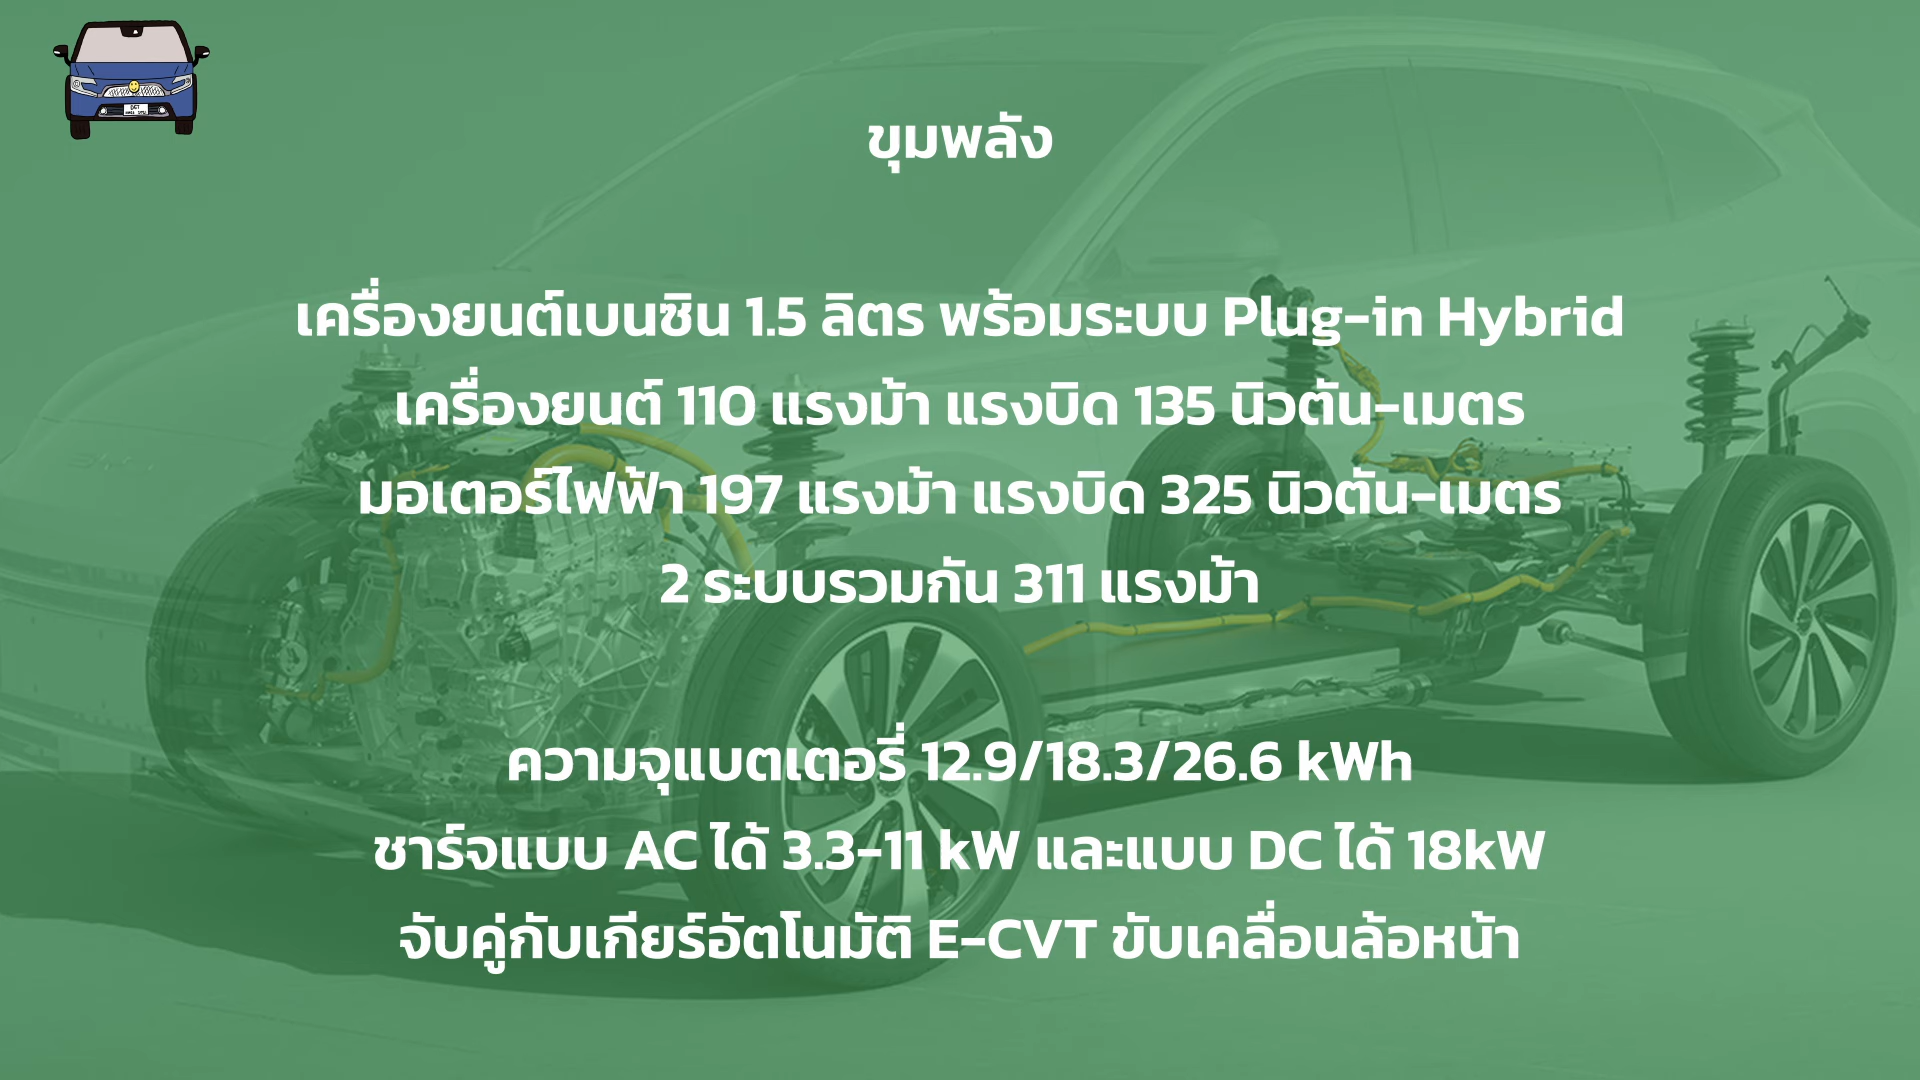 ขุมพลัง
เครื่องยนต์เบนซิน 1.5 ลิตร พร้อมระบบ Plug-in Hybrid
เครื่องยนต์ 110 แรงม้า แรงบิด 135 นิวตัน-เมตร
มอเตอร์ไฟฟ้า 197 แรงม้า แรงบิด 325 นิวตัน-เมตร
2 ระบบรวมกัน 311 แรงม้า
ความจุแบตเตอรี่ 12.9/18.3/26.6 kWh
ชาร์จแบบ AC ได้ 3.3-11 kW และแบบ DC ได้ 18kW
จับคู่กับเกียร์อัตโนมัติ E-CVT ขับเคลื่อนล้อหน้า